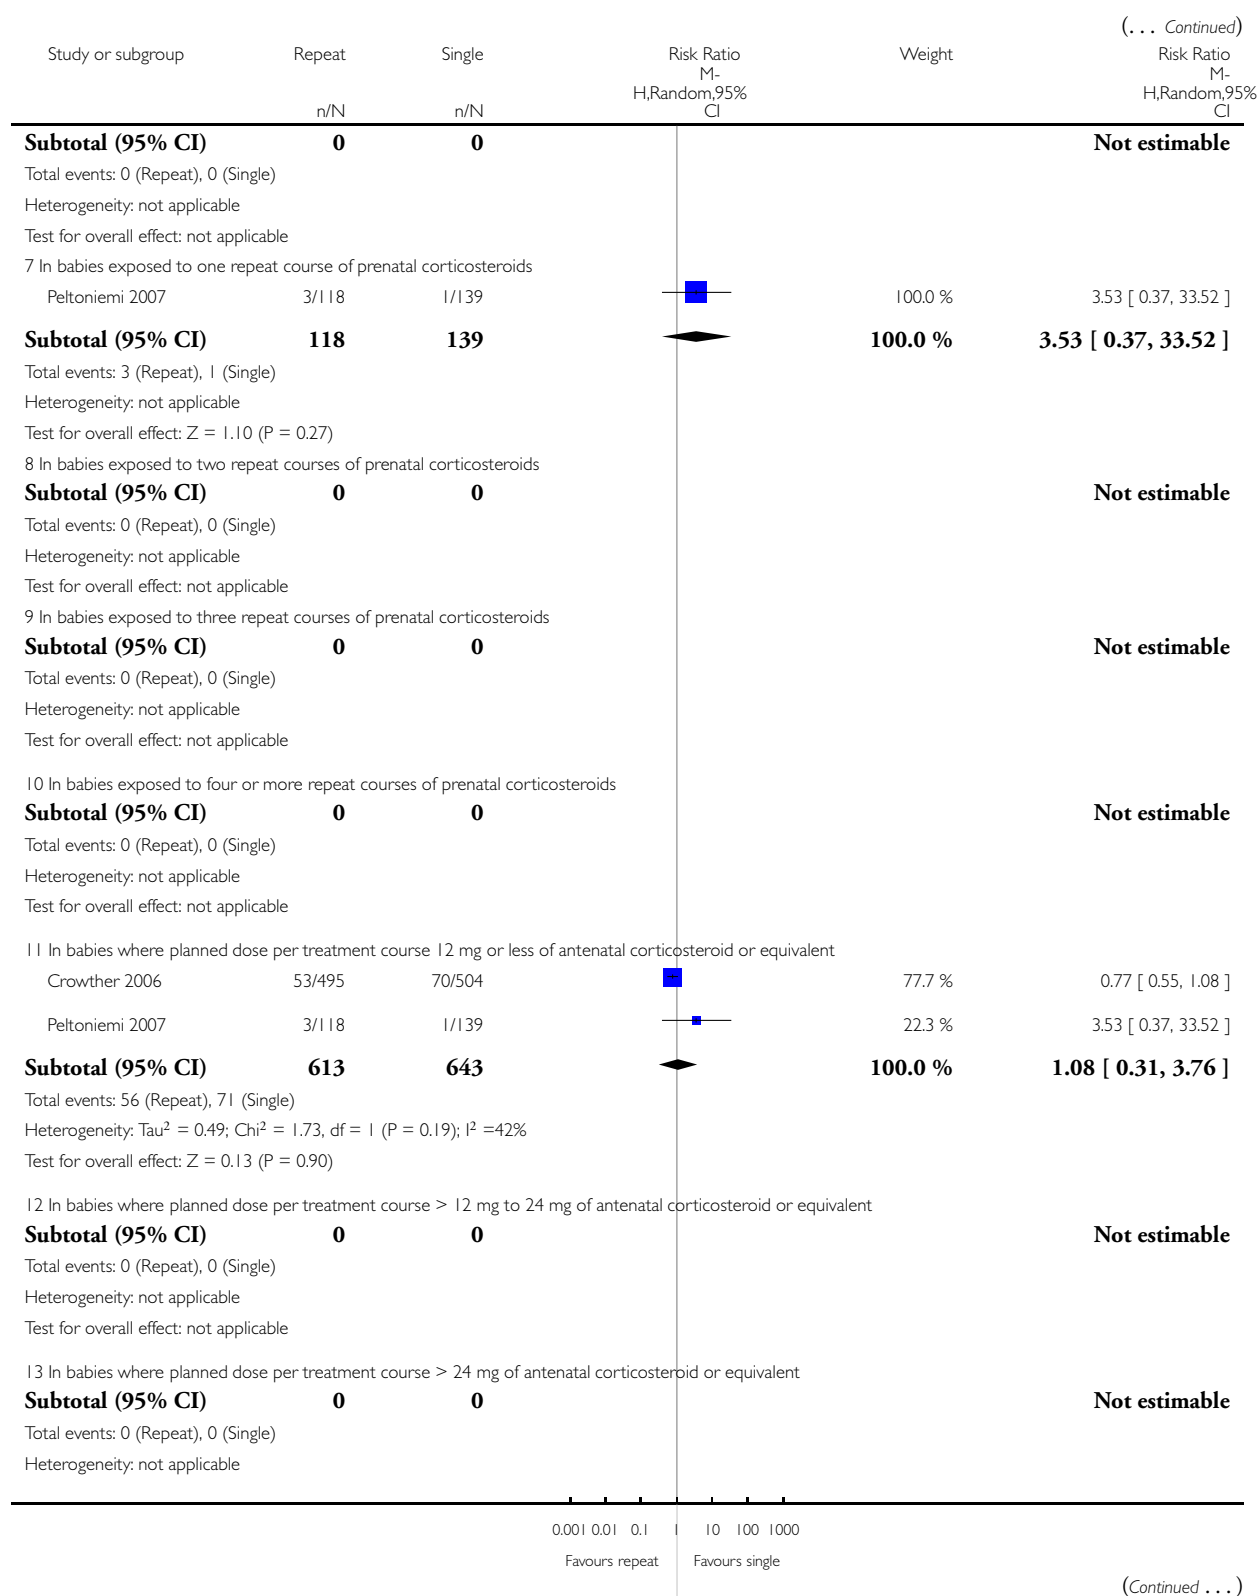 (... Continued)
Study or subgroup Repeat Single Risk Ratio Weight Risk Ratio
M- M-
H,Random,95% H,Random,95%
n/N n/N CI CI
Subtotal (95% CI) 0 0 Not estimable
Total events: 0 (Repeat), 0 (Single)
Heterogeneity: not applicable
Test for overall effect: not applicable
7 In babies exposed to one repeat course of prenatal corticosteroids
Peltoniemi 2007 3/118 1/139 100.0 % 3.53 [ 0.37, 33.52 ]
Subtotal (95% CI) 118 139 100.0 % 3.53 [ 0.37, 33.52 ]
Total events: 3 (Repeat), 1 (Single)
Heterogeneity: not applicable
Test for overall effect: Z = 1.10 (P = 0.27)
8 In babies exposed to two repeat courses of prenatal corticosteroids
Subtotal (95% CI) 0 0 Not estimable
Total events: 0 (Repeat), 0 (Single)
Heterogeneity: not applicable
Test for overall effect: not applicable
9 In babies exposed to three repeat courses of prenatal corticosteroids
Subtotal (95% CI) 0 0 Not estimable
Total events: 0 (Repeat), 0 (Single)
Heterogeneity: not applicable
Test for overall effect: not applicable
10 In babies exposed to four or more repeat courses of prenatal corticosteroids
Subtotal (95% CI) 0 0 Not estimable
Total events: 0 (Repeat), 0 (Single)
Heterogeneity: not applicable
Test for overall effect: not applicable
11 In babies where planned dose per treatment course 12 mg or less of antenatal corticosteroid or equivalent
Crowther 2006 53/495 70/504 77.7 % 0.77 [ 0.55, 1.08 ]
Peltoniemi 2007 3/118 1/139 22.3 % 3.53 [ 0.37, 33.52 ]
Subtotal (95% CI) 613 643 100.0 % 1.08 [ 0.31, 3.76 ]
Total events: 56 (Repeat), 71 (Single)
Heterogeneity: Tau² = 0.49; Chi² = 1.73, df = 1 (P = 0.19); I² =42%
Test for overall effect: Z = 0.13 (P = 0.90)
12 In babies where planned dose per treatment course > 12 mg to 24 mg of antenatal corticosteroid or equivalent
Subtotal (95% CI) 0 0 Not estimable
Total events: 0 (Repeat), 0 (Single)
Heterogeneity: not applicable
Test for overall effect: not applicable
13 In babies where planned dose per treatment course > 24 mg of antenatal corticosteroid or equivalent
Subtotal (95% CI) 0 0 Not estimable
Total events: 0 (Repeat), 0 (Single)
Heterogeneity: not applicable
0.001 0.01 0.1 1 10 100 1000
Favours repeat Favours single
(Continued ...)